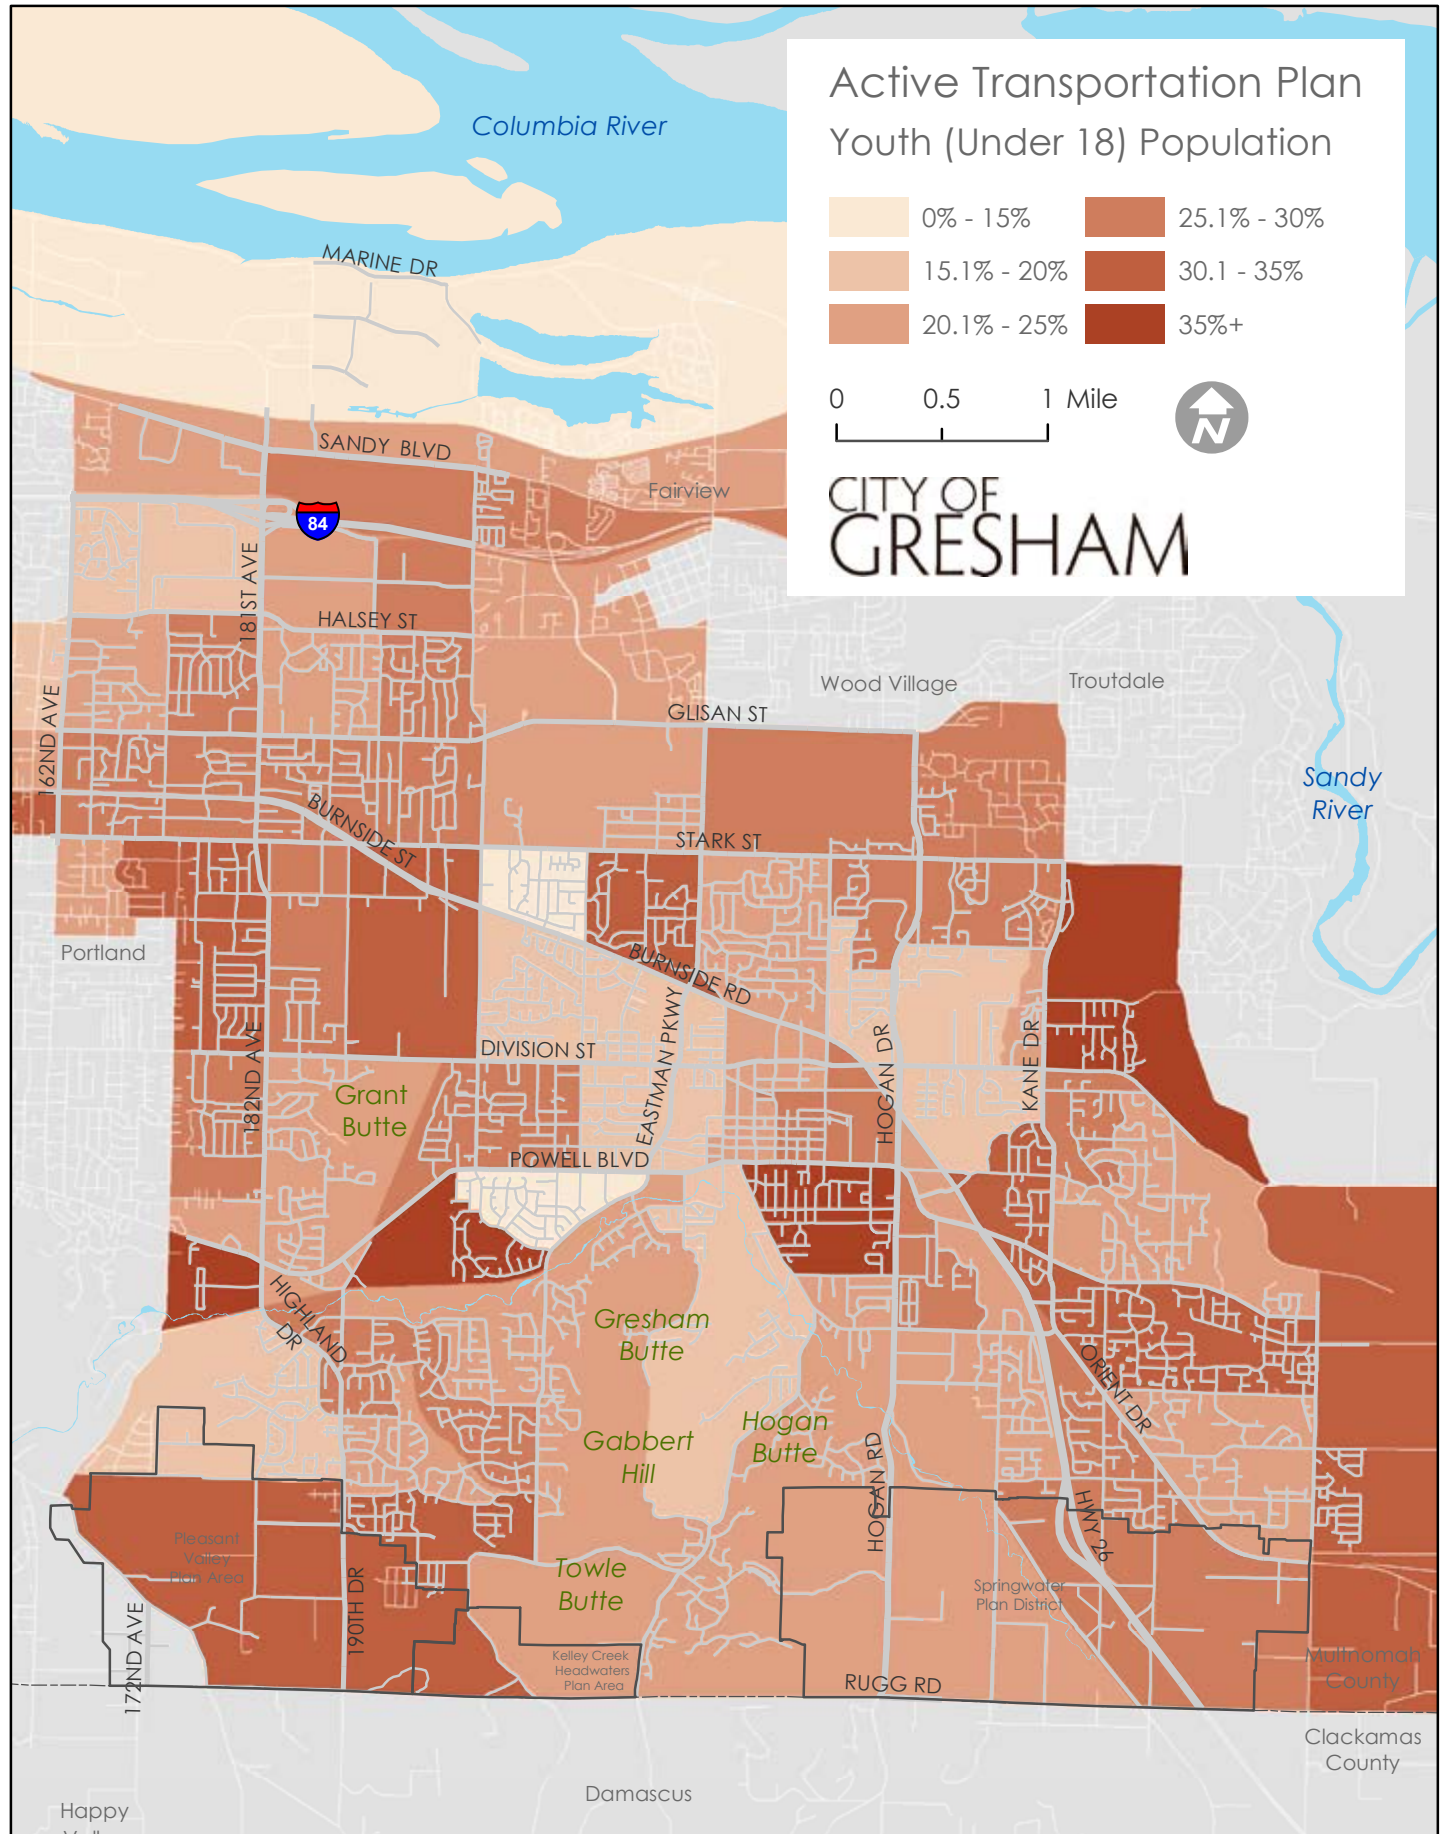 Active Transportation Plan
Youth (Under 18) Population
0% - 15%
25.1% - 30%
15.1% - 20%
30.1 - 35%
20.1% - 25%
35%+
0 0.5 1 Mile
N
CITY OF
GRESHAM
Columbia River
MARINE DR
SANDY BLVD
Fairview
84
181ST AVE
HALSEY ST
162ND AVE
Wood Village
Troutdale
GLISAN ST
Sandy
River
BURNSIDE ST
STARK ST
Portland
BURNSIDE RD
182ND AVE
DIVISION ST
EASTMAN PKWY
HOGAN DR
KANE DR
Grant
Butte
POWELL BLVD
HIGHLAND
DR
Gresham
Butte
ORIENT DR
Gabbert
Hill
Hogan
Butte
HOGAN RD
HWY 26
Pleasant
Valley
Plan Area
190TH DR
172ND AVE
Towle
Butte
Springwater
Plan District
Kelley Creek
Headwaters
Plan Area
RUGG RD
Multnomah
County
Clackamas
County
Damascus
Happy